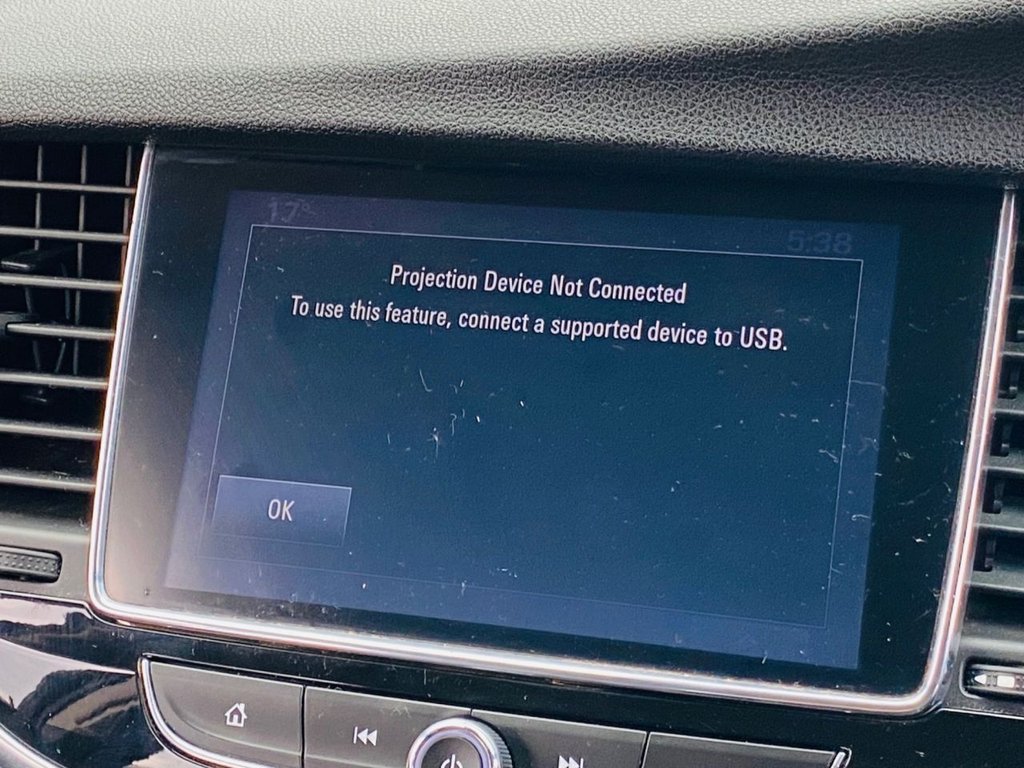 17°
5:38
Projection Device Not Connected
To use this feature, connect a supported device to USB.
OK